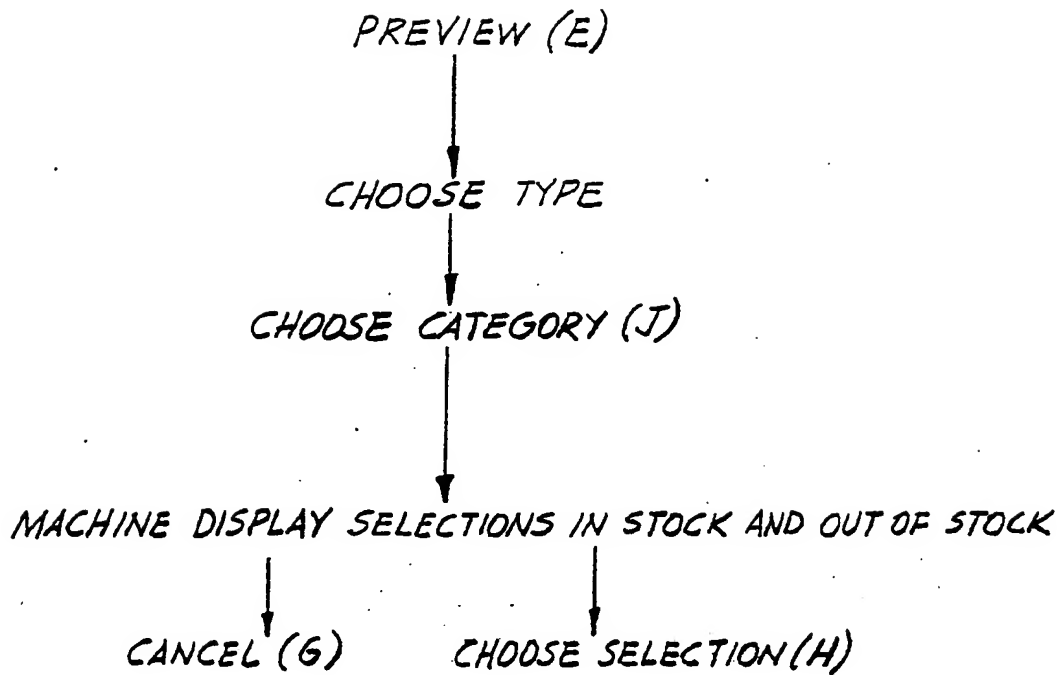 PREVIEW (E)
CHOOSE TYPE
CHOOSE CATEGORY (J)
MACHINE DISPLAY SELECTIONS IN STOCK AND OUT OF STOCK
CANCEL (G) CHOOSE SELECTION (H)